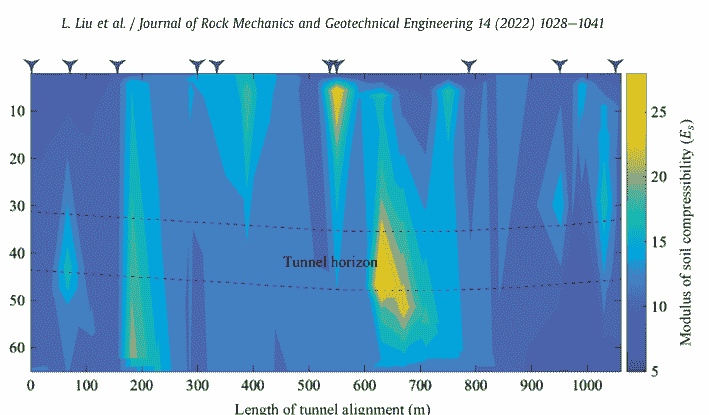 L. Liu et al. / Journal of Rock Mechanics and Geotechnical Engineering 14 (2022) 1028–1041
10
20
30
40
50
60
Tunnel horizon
0 100 200 300 400 500 600 700 800 900 1000
Length of tunnel alignment (m)
25
20
15
10
5
Modulus of soil compressibility (Es)